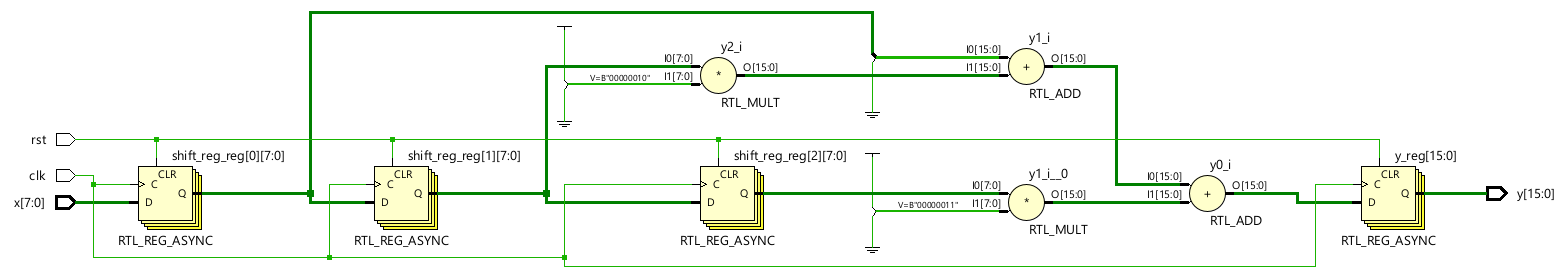 y2_i
y1_i
I0[7:0]
I1[7:0]
V=B"00000010"
*
O[15:0]
RTL_MULT
I0[15:0]
I1[15:0]
+
O[15:0]
RTL_ADD
rst
clk
x[7:0]
shift_reg_reg[0][7:0]
CLR
C
D
Q
RTL_REG_ASYNC
shift_reg_reg[1][7:0]
CLR
C
D
Q
RTL_REG_ASYNC
shift_reg_reg[2][7:0]
CLR
C
D
Q
RTL_REG_ASYNC
y1_i__0
I0[7:0]
I1[7:0]
V=B"00000011"
*
O[15:0]
RTL_MULT
y0_i
I0[15:0]
I1[15:0]
+
O[15:0]
RTL_ADD
y_reg[15:0]
CLR
C
D
Q
RTL_REG_ASYNC
y[15:0]